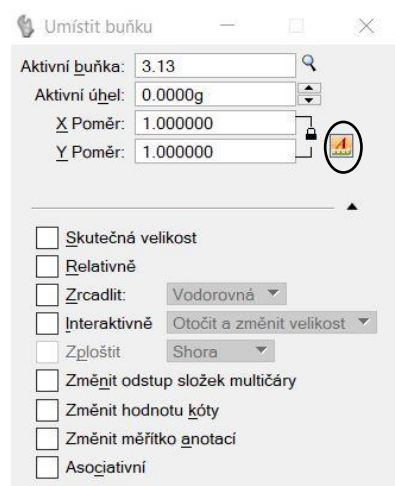 Umístit buňku
Aktivní buňka: 3.13
Aktivní úhel: 0.0000g
X Poměr: 1.000000
Y Poměr: 1.000000
Skutečná velikost
Relativně
Zrcadlit: Vodorovná
Interaktivně Otočit a změnit velikost
Zploštit Shora
Změnit odstup složek multičáry
Změnit hodnotu kóty
Změnit měřítko anotací
Asociativní